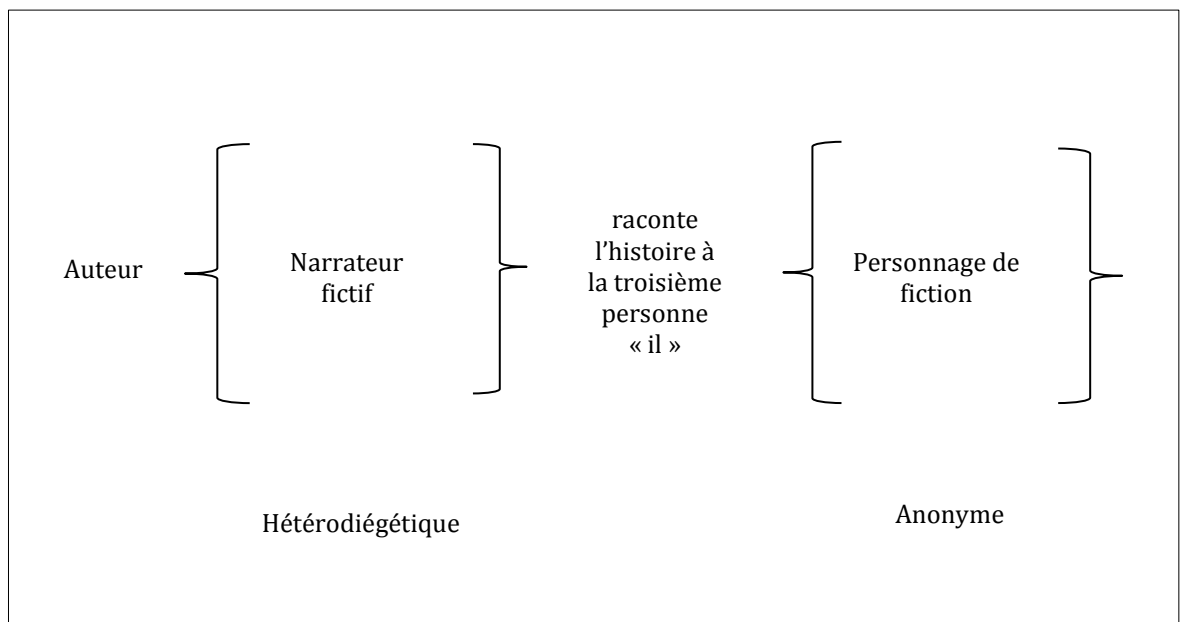 Auteur
Narrateur
fictif
raconte
l’histoire à
la troisième
personne
« il »
Personnage de
fiction
Hétérodiégétique
Anonyme